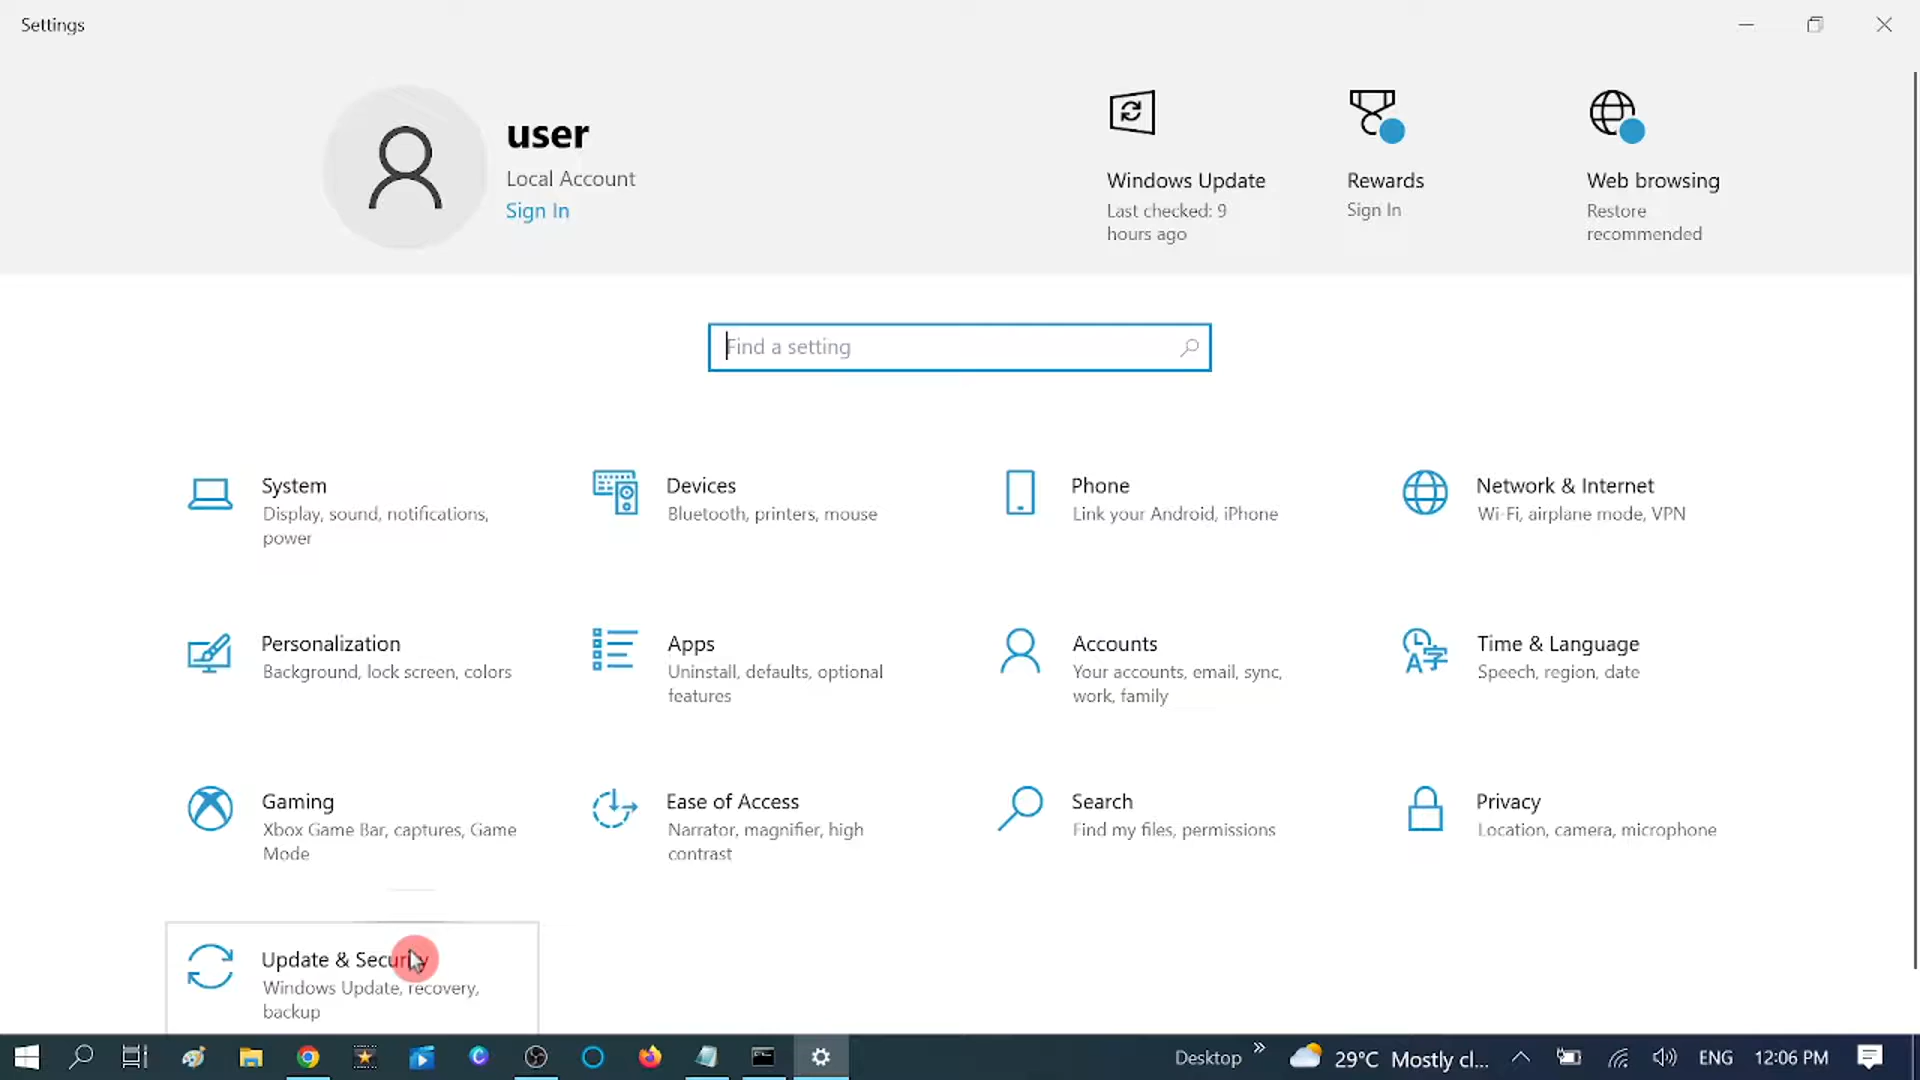 Settings
user
Local Account
Sign In
Windows Update
Last checked: 9
hours ago
Rewards
Sign In
Web browsing
Restore
recommended
Find a setting
System
Display, sound, notifications,
power
Devices
Bluetooth, printers, mouse
Phone
Link your Android, iPhone
Network & Internet
Wi-Fi, airplane mode, VPN
Personalization
Background, lock screen, colors
Apps
Uninstall, defaults, optional
features
Accounts
Your accounts, email, sync,
work, family
Time & Language
Speech, region, date
Gaming
Xbox Game Bar, captures, Game
Mode
Ease of Access
Narrator, magnifier, high
contrast
Search
Find my files, permissions
Privacy
Location, camera, microphone
Update & Security
Windows Update, recovery,
backup
Desktop
29°C Mostly cl...
ENG
12:06 PM